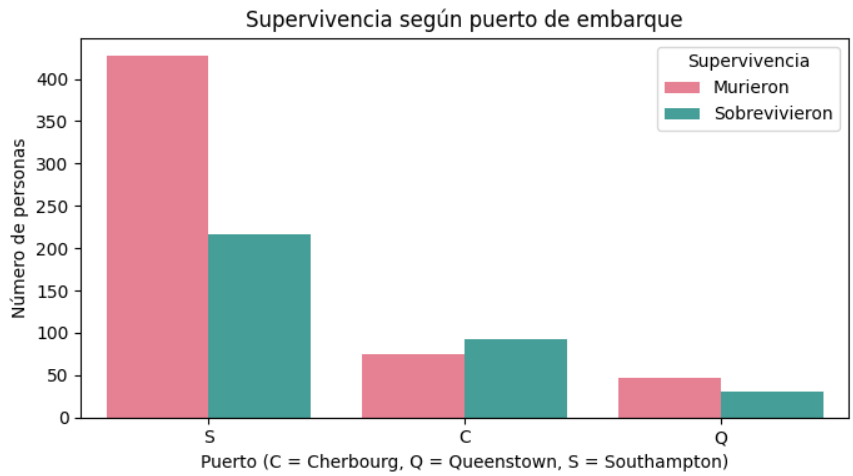 Supervivencia según puerto de embarque
Supervivencia
Murieron
Sobrevivieron
Número de personas
400
350
300
250
200
150
100
50
0
S
C
Q
Puerto (C = Cherbourg, Q = Queenstown, S = Southampton)